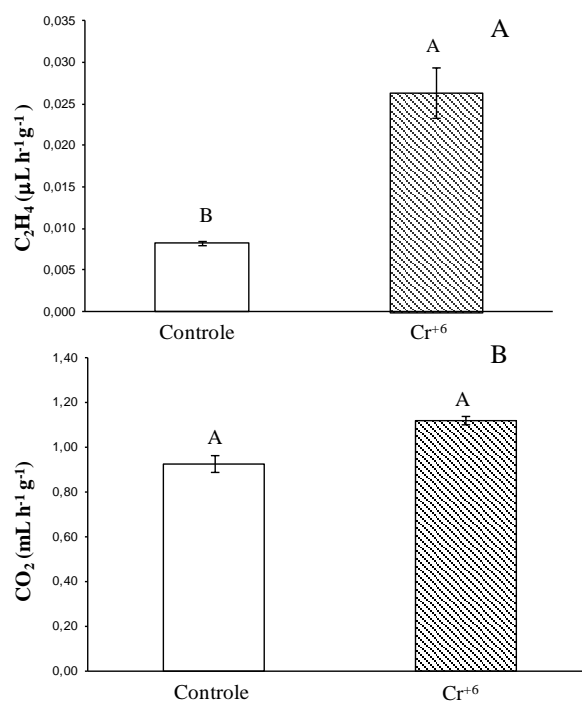 A
0,035
0,030
0,025
0,020
0,015
0,010
0,005
0,000
C₂H₄ (µL h⁻¹g⁻¹)
B
A
Controle
Cr⁺⁶
B
1,40
1,20
1,00
0,80
0,60
0,40
0,20
0,00
CO₂ (mL h⁻¹ g⁻¹)
A
A
Controle
Cr⁺⁶